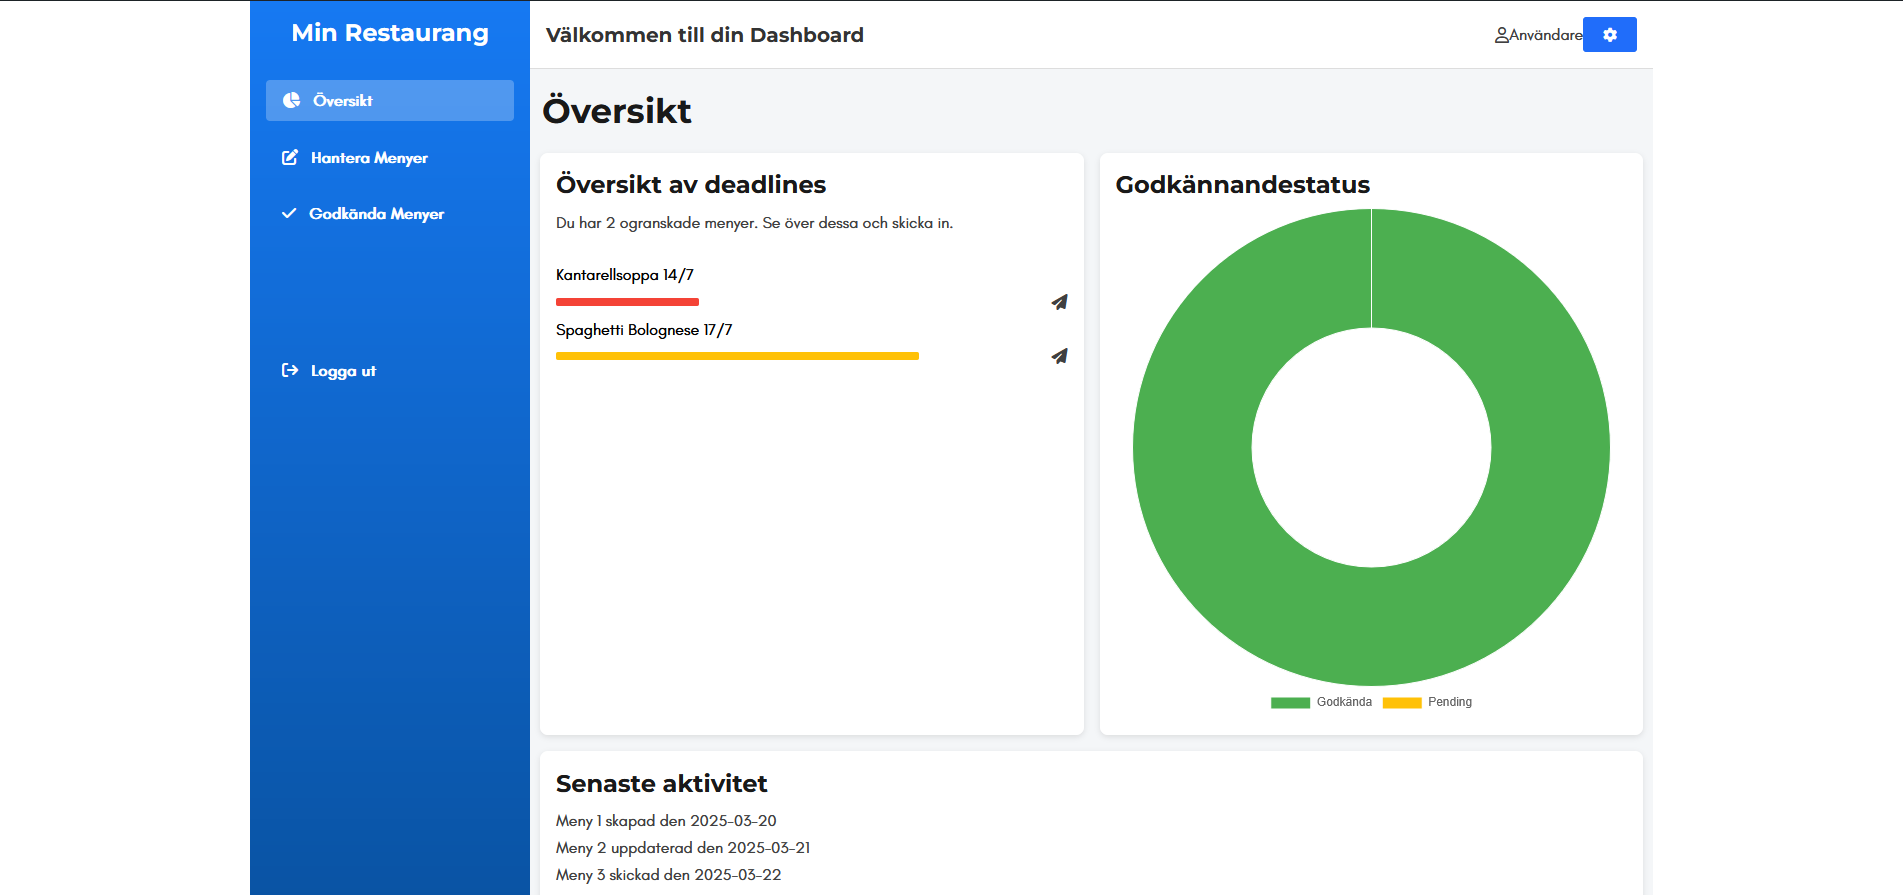 Min Restaurang
Översikt
Hantera Menyer
Godkända Menyer
Logga ut
Välkommen till din Dashboard
Användare
Översikt
Översikt av deadlines
Du har 2 ogranskade menyer. Se över dessa och skicka in.
Kantarellsoppa 14/7
Spaghetti Bolognese 17/7
Godkännandestatus
Godkända
Pending
Senaste aktivitet
Meny 1 skapad den 2025-03-20
Meny 2 uppdaterad den 2025-03-21
Meny 3 skickad den 2025-03-22